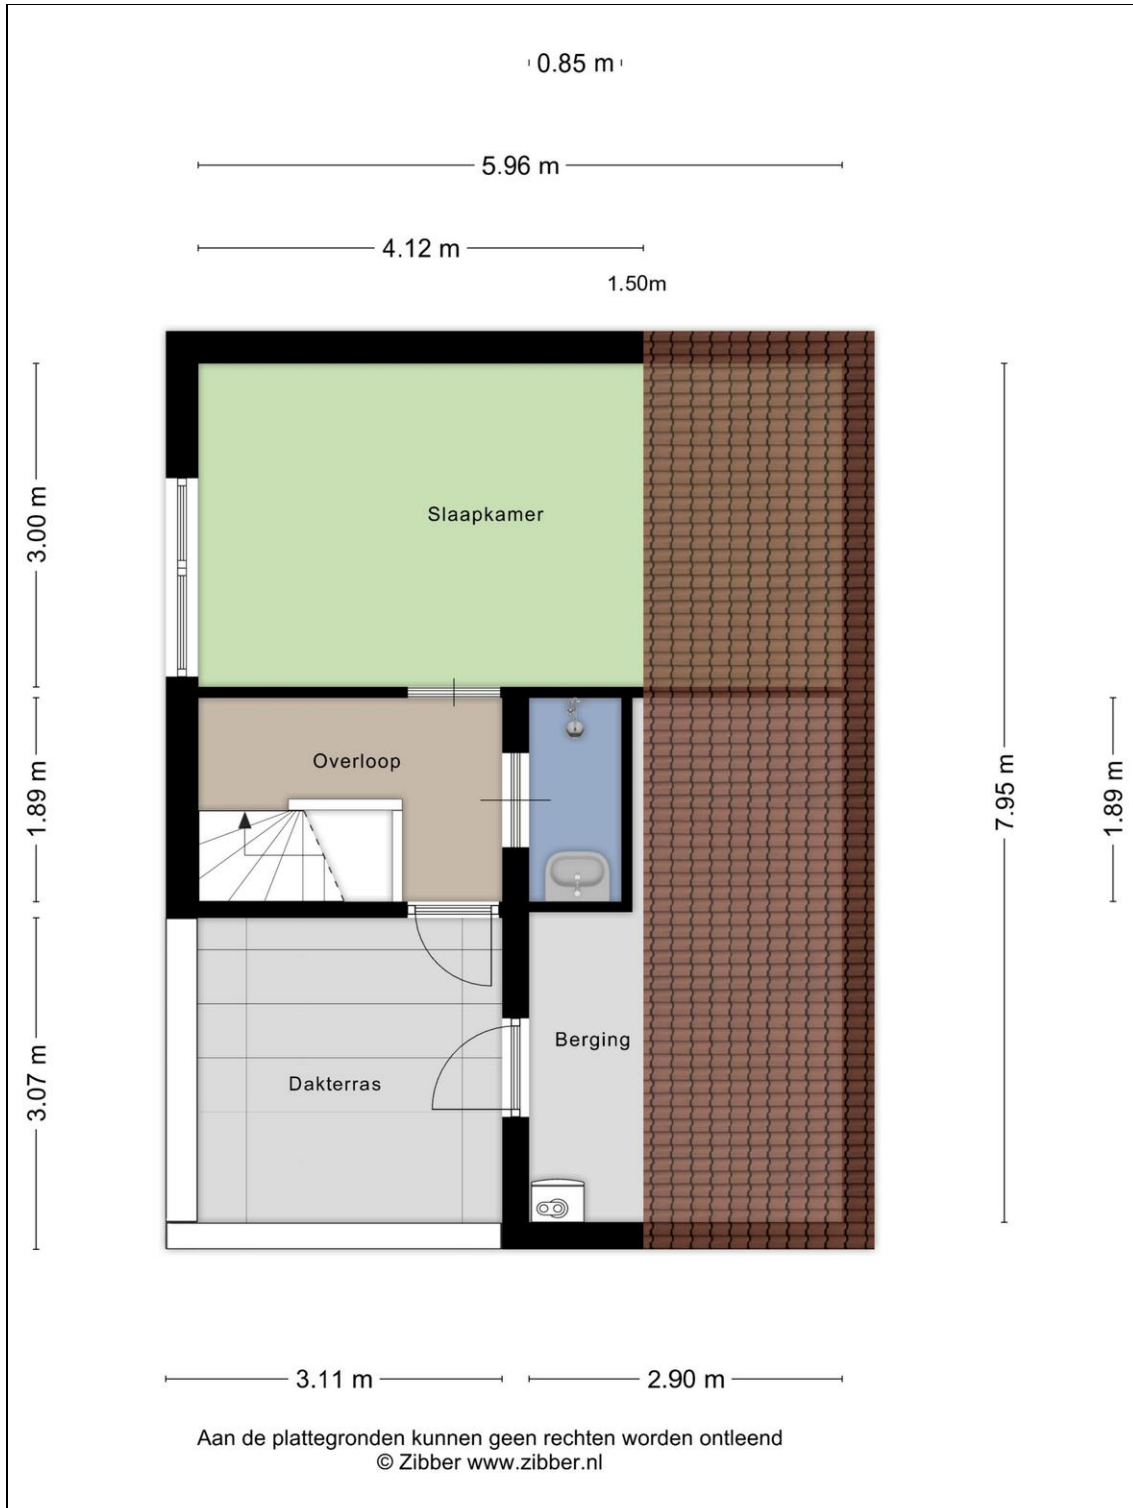 0.85 m
5.96 m
4.12 m
1.50m
3.00 m
Slaapkamer
Overloop
1.89 m
7.95 m
1.89 m
Berging
Dakterras
3.07 m
3.11 m
2.90 m
Aan de plattegronden kunnen geen rechten worden ontleend
© Zibber www.zibber.nl